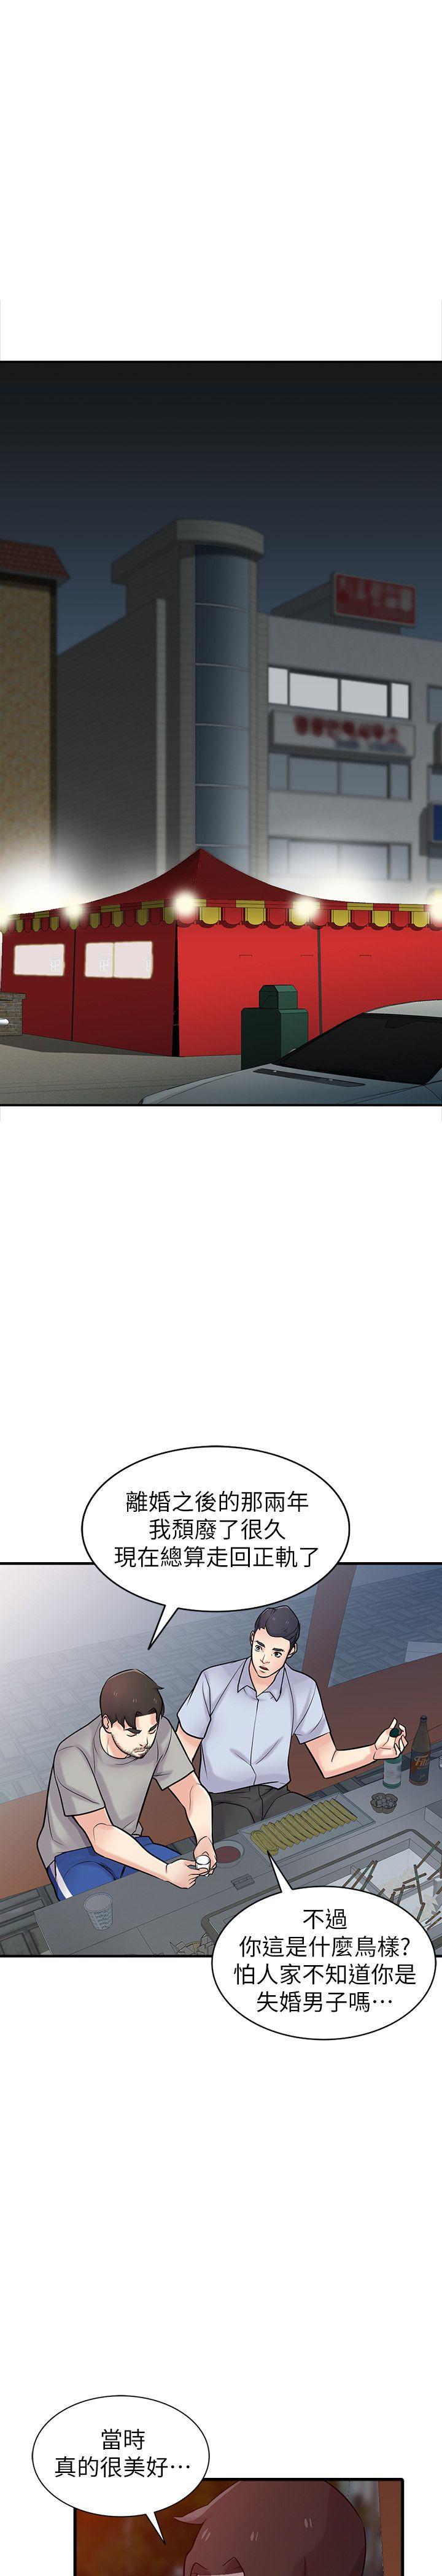 離婚之後的那兩年
我頹廢了很久
現在總算走回正軌了
不過
你這是什麼鳥樣?
怕人家不知道你是
失婚男子嗎⋯
當時
真的很美好⋯